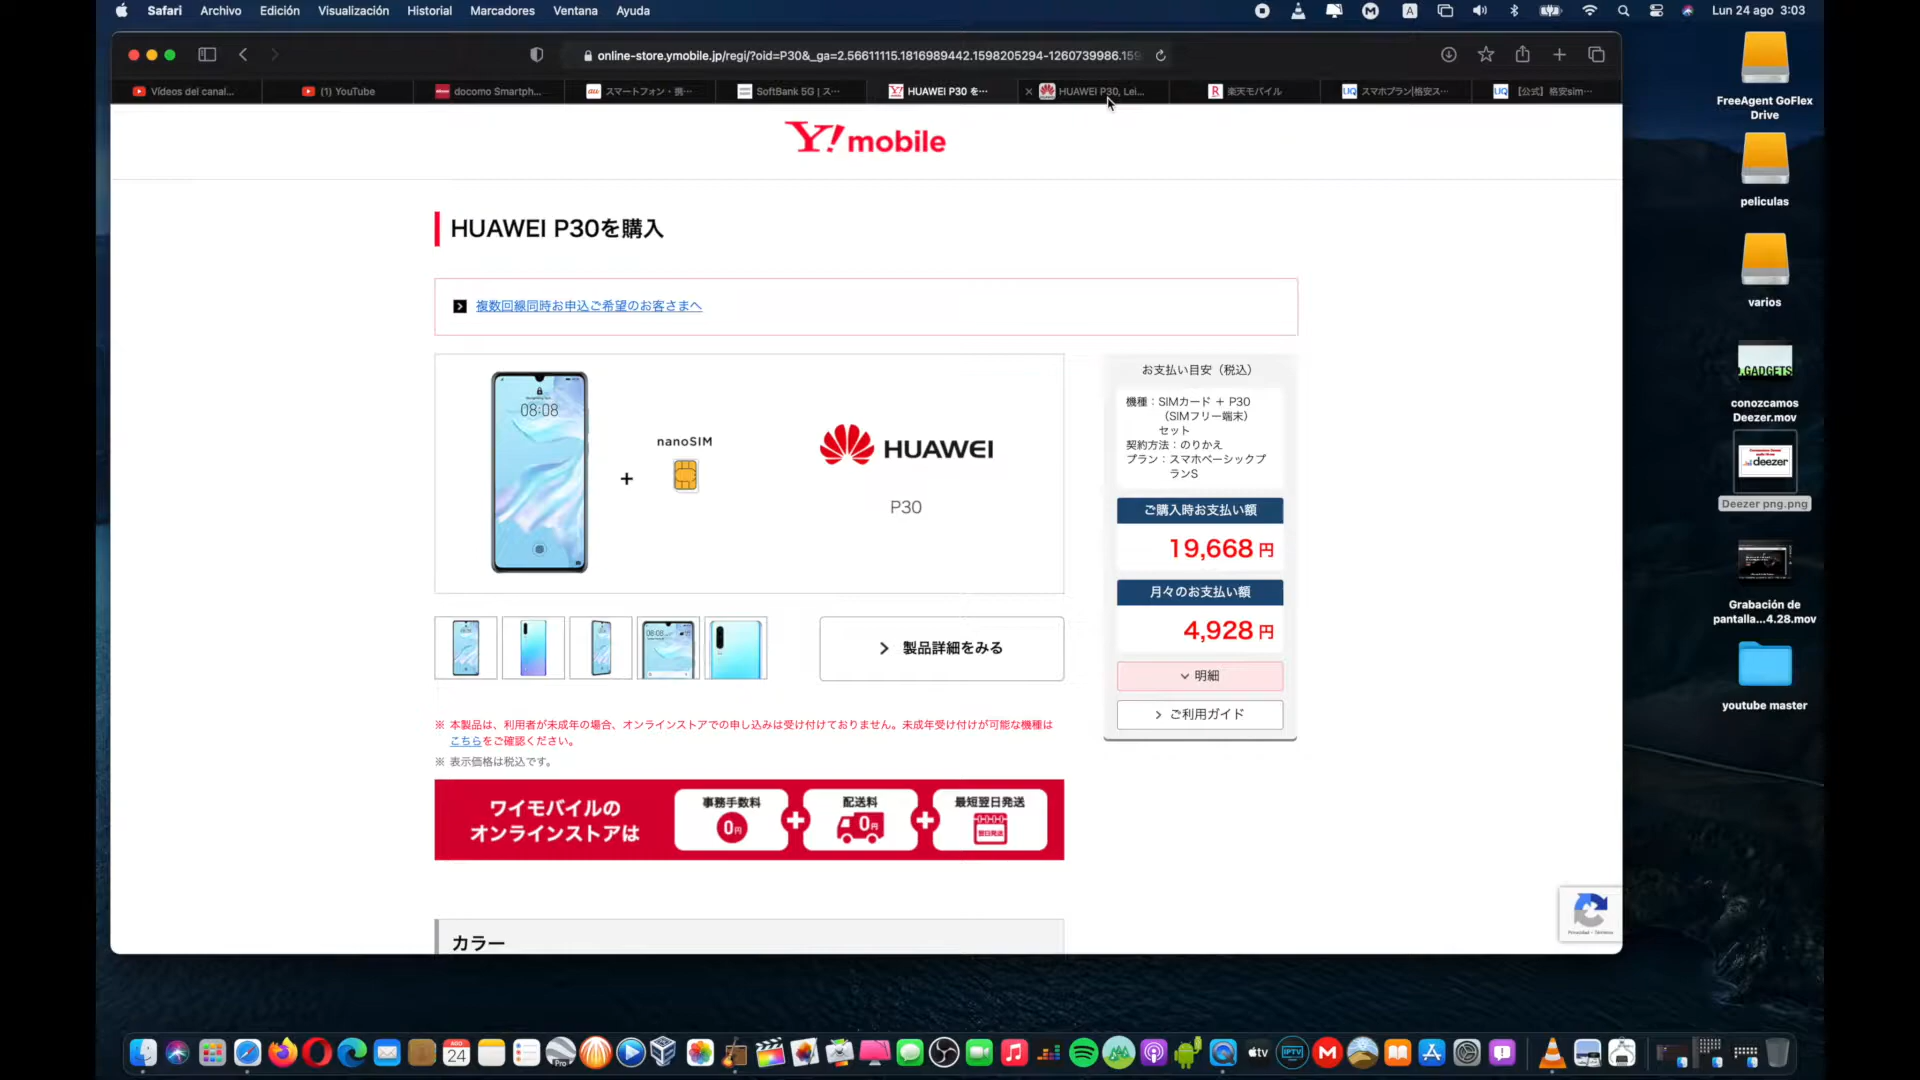 Safari Archivo Edición Visualización Historial Marcadores Ventana Ayuda
Lun 24 ago 3:03
online-store.ymobile.jp/regi/?oid=P30&_ga=2.56611115.1816989442.1598205294-1260739986.159
Vídeos del canal...
(1) YouTube
docomo Smartph...
スマートフォン・携...
SoftBank 5G | ス...
HUAWEI P30 を...
HUAWEI P30, Lei...
楽天モバイル
スマホプラン|格安ス...
【公式】格安sim...
Y!mobile
HUAWEI P30を購入
複数回線同時お申込ご希望のお客さまへ
08:08
nanoSIM
+
HUAWEI
P30
製品詳細をみる
※ 本製品は、利用者が未成年の場合、オンラインストアでの申し込みは受け付けておりません。未成年受け付けが可能な機種は
こちらをご確認ください。
※ 表示価格は税込です。
ワイモバイルの
オンラインストアは
事務手数料
0円
配送料
0円
最短翌日発送
翌日発送
カラー
お支払い目安（税込）
機種：SIMカード + P30
（SIMフリー端末）
セット
契約方法：のりかえ
プラン：スマホベーシックプ
ランS
ご購入時お支払い額
19,668 円
月々のお支払い額
4,928 円
明細
ご利用ガイド
FreeAgent GoFlex
Drive
peliculas
varios
.GADGETS
conozcamos
Deezer.mov
deezer
Deezer png.png
Grabación de
pantalla...4.28.mov
youtube master
AGO
24
Pro
tv
IPTV